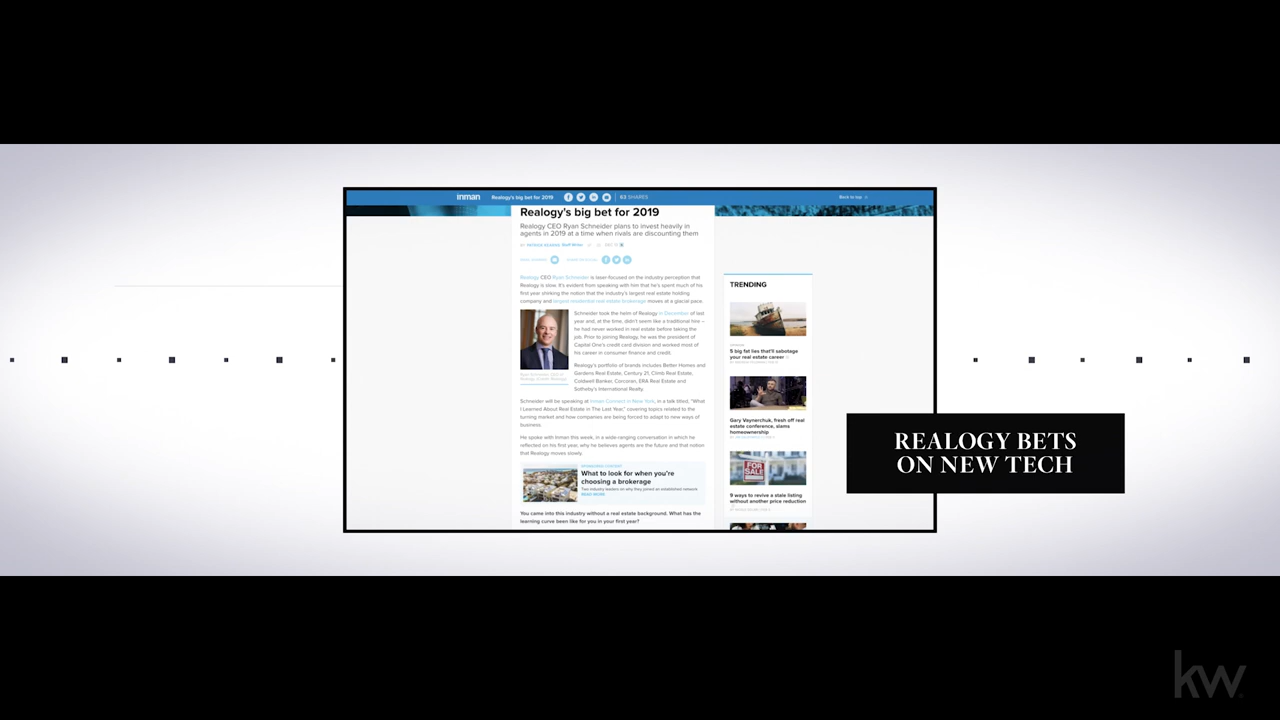 inman Realogy's big bet for 2019 63 SHARES Back to top
Realogy's big bet for 2019
Realogy CEO Ryan Schneider plans to invest heavily in
agents in 2019 at a time when rivals are discounting them
Realogy CEO Ryan Schneider is laser-focused on the industry perception that
Realogy is slow. It's evident from speaking with him that he's spent much of his
first year shirking the notion that the industry's largest real estate holding
company and largest residential real estate brokerage moves at a glacial pace.
Schneider took the helm of Realogy in December of last
year and, at the time, didn't seem like a traditional hire –
he had never worked in real estate before taking the
job. Prior to joining Realogy, he was the president of
Capital One's credit card division and worked most of
his career in consumer finance and credit.
Realogy's portfolio of brands includes Better Homes and
Gardens Real Estate, Century 21, Climb Real Estate,
Coldwell Banker, Corcoran, ERA Real Estate and
Sotheby's International Realty.
Schneider will be speaking at Inman Connect in New York, in a talk titled, "What
I Learned About Real Estate in The Last Year," covering topics related to the
turning market and how companies are being forced to adapt to new ways of
business.
He spoke with Inman this week, in a wide-ranging conversation in which he
reflected on his first year, why he believes agents are the future and that notion
that Realogy moves slowly.
SPONSORED CONTENT
What to look for when you're
choosing a brokerage
Two industry leaders on why they joined an established network
READ MORE
You came into this industry without a real estate background. What has the
learning curve been like for you in your first year?
TRENDING
5 big fat lies that'll sabotage
your real estate career
Gary Vaynerchuk, fresh off real
estate conference, slams
homeownership
FOR
SALE
9 ways to revive a stale listing
without another price reduction
REALOGY BETS
ON NEW TECH
kw